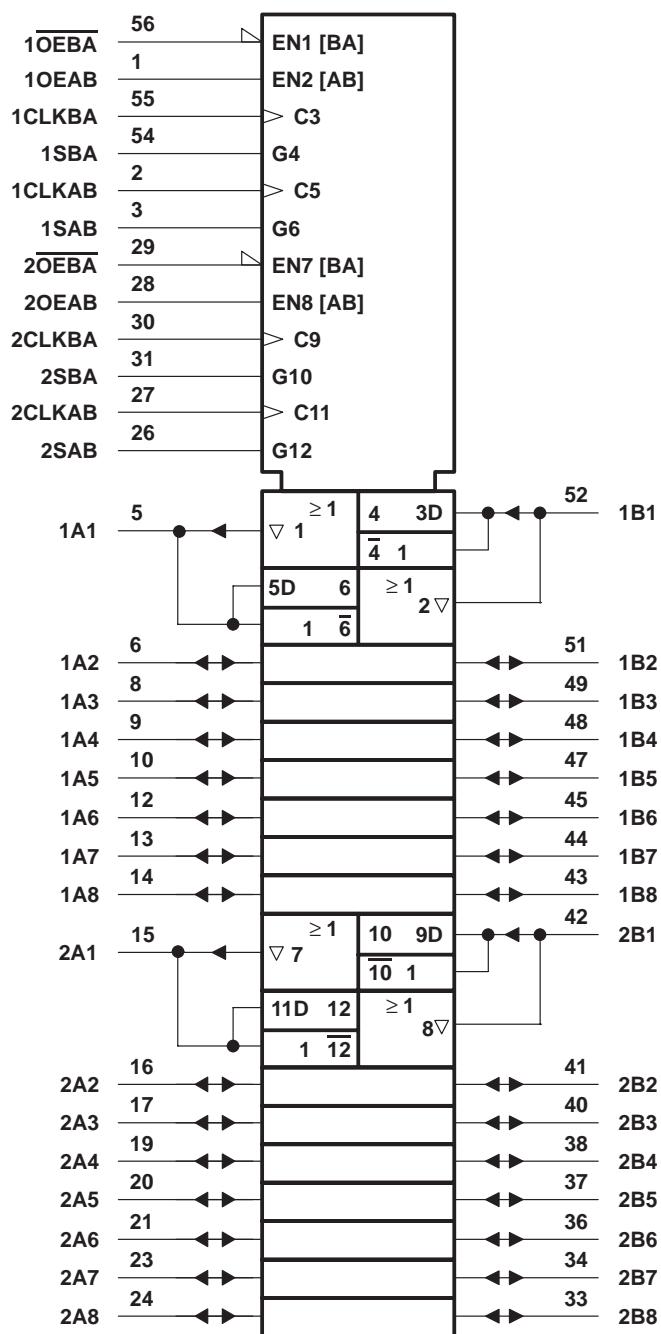 1O̅E̅B̅A̅ 56 EN1 [BA]
1OEAB 1 EN2 [AB]
1CLKBA 55 C3
1SBA 54 G4
1CLKAB 2 C5
1SAB 3 G6
2O̅E̅B̅A̅ 29 EN7 [BA]
2OEAB 28 EN8 [AB]
2CLKBA 30 C9
2SBA 31 G10
2CLKAB 27 C11
2SAB 26 G12
1A1 5 ▽ 1 ≥ 1 4 3D 52 1B1
4̅ 1
5D 6 ≥ 1 2 ▽
1 6̅
1A2 6 51 1B2
1A3 8 49 1B3
1A4 9 48 1B4
1A5 10 47 1B5
1A6 12 45 1B6
1A7 13 44 1B7
1A8 14 43 1B8
2A1 15 ▽ 7 ≥ 1 10 9D 42 2B1
1̅0̅ 1
11D 12 ≥ 1 8▽
1 1̅2̅
2A2 16 41 2B2
2A3 17 40 2B3
2A4 19 38 2B4
2A5 20 37 2B5
2A6 21 36 2B6
2A7 23 34 2B7
2A8 24 33 2B8